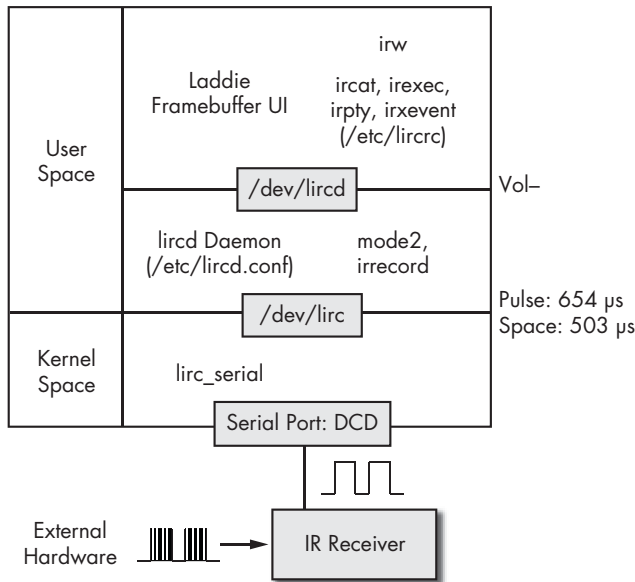 irw
Laddie
Framebuffer UI
ircat, irexec,
irpty, irxevent
(/etc/lircrc)
User
Space
/dev/lircd
Vol–
lircd Daemon
(/etc/lircd.conf)
mode2,
irrecord
/dev/lirc
Pulse: 654 µs
Space: 503 µs
Kernel
Space
lirc_serial
Serial Port: DCD
External
Hardware
IR Receiver